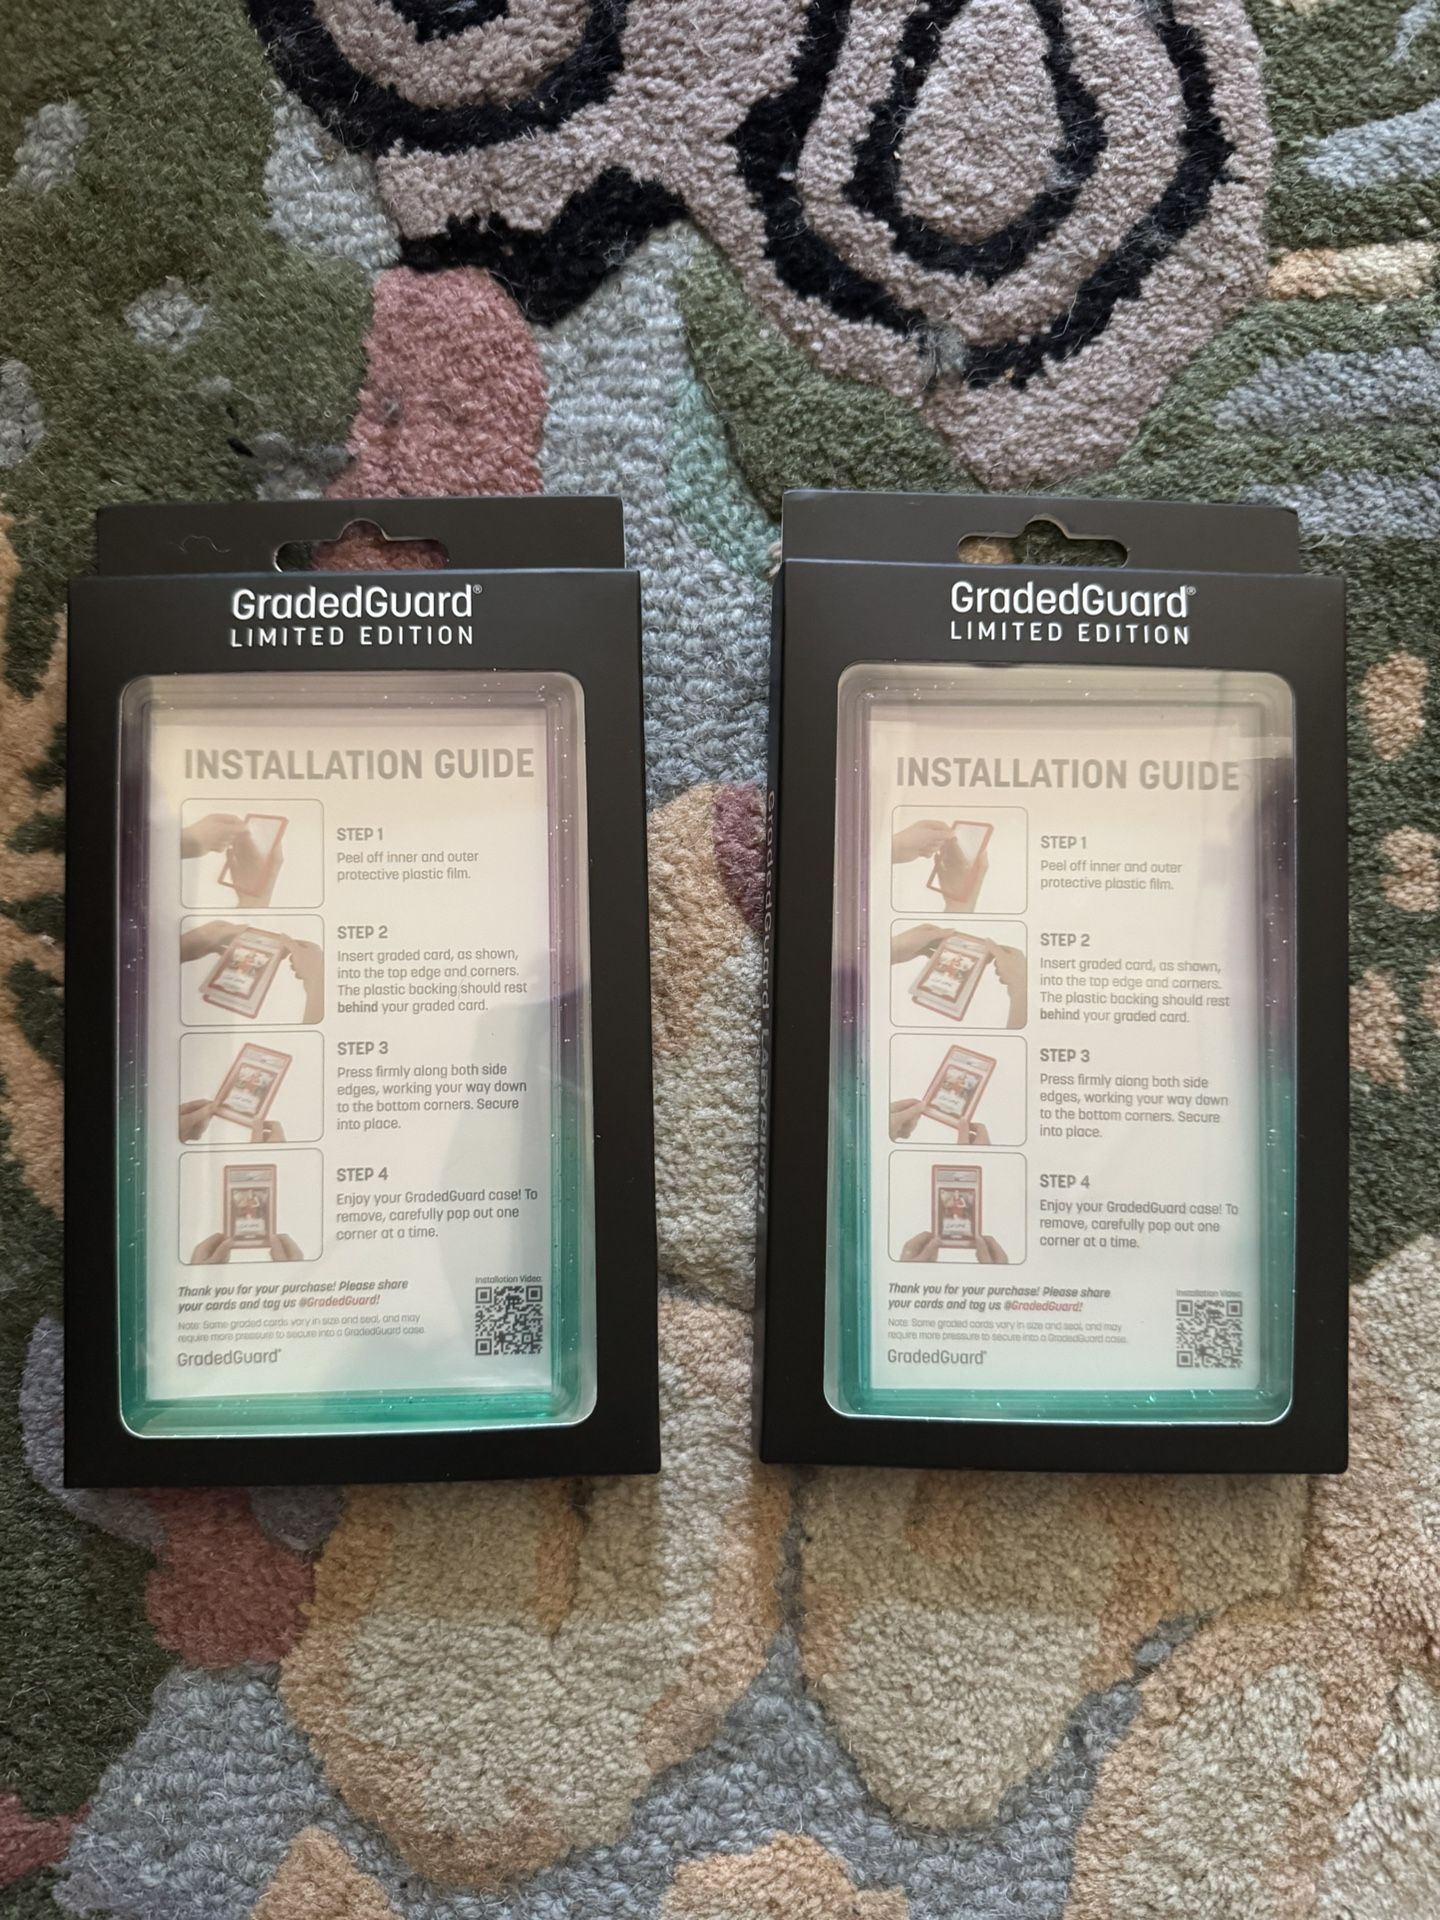 GradedGuard®
LIMITED EDITION
INSTALLATION GUIDE
STEP 1
Peel off inner and outer
protective plastic film.
STEP 2
Insert graded card, as shown,
into the top edge and corners.
The plastic backing should rest
behind your graded card.
STEP 3
Press firmly along both side
edges, working your way down
to the bottom corners. Secure
into place.
STEP 4
Enjoy your GradedGuard case! To
remove, carefully pop out one
corner at a time.
Thank you for your purchase! Please share
your cards and tag us @GradedGuard!
Note: Some graded cards vary in size and seal, and may
require more pressure to secure into a GradedGuard case.
GradedGuard®
Installation Video:
GradedGuard®
LIMITED EDITION
INSTALLATION GUIDE
STEP 1
Peel off inner and outer
protective plastic film.
STEP 2
Insert graded card, as shown,
into the top edge and corners.
The plastic backing should rest
behind your graded card.
STEP 3
Press firmly along both side
edges, working your way down
to the bottom corners. Secure
into place.
STEP 4
Enjoy your GradedGuard case! To
remove, carefully pop out one
corner at a time.
Thank you for your purchase! Please share
your cards and tag us @GradedGuard!
Note: Some graded cards vary in size and seal, and may
require more pressure to secure into a GradedGuard case.
GradedGuard®
Installation Video:
GradedGuard LABYRINTH